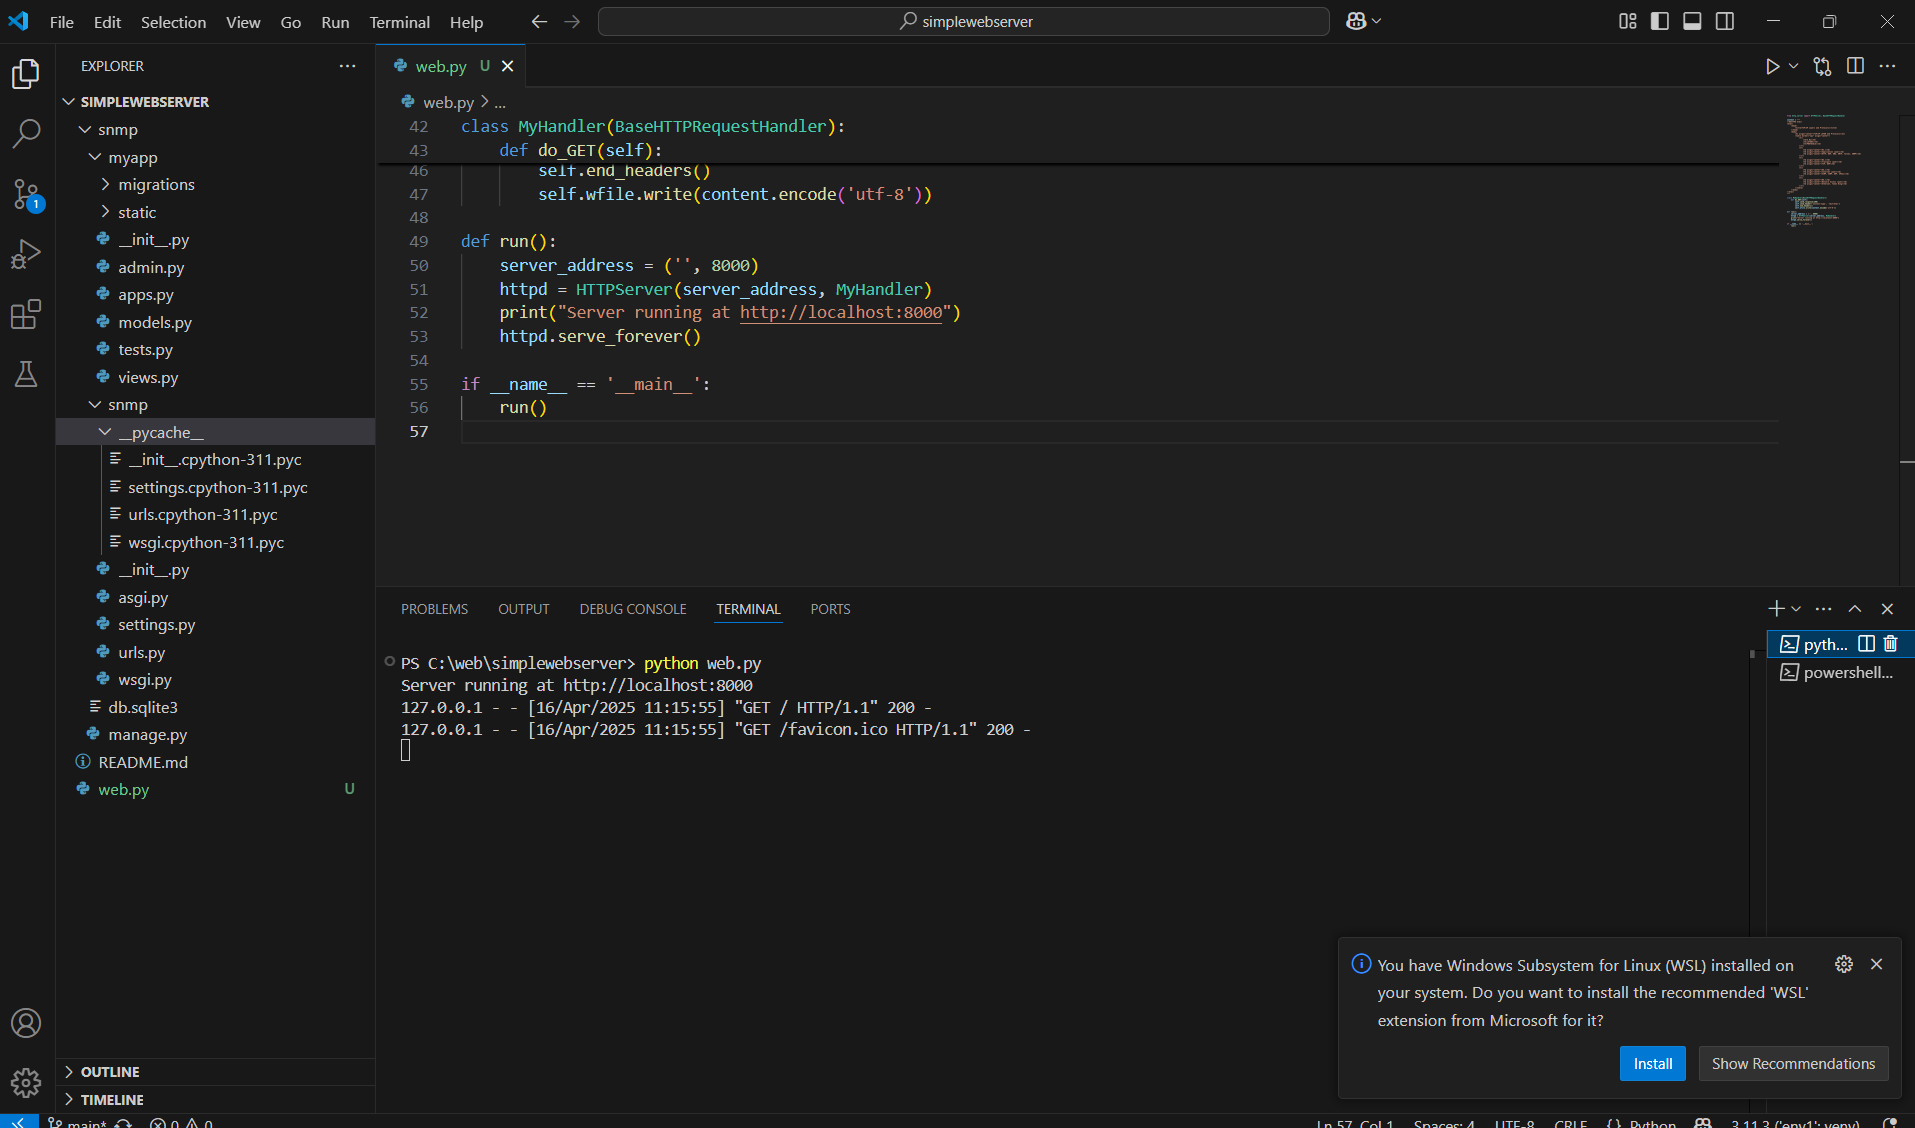 File Edit Selection View Go Run Terminal Help
simplewebserver
EXPLORER
SIMPLEWEBSERVER
snmp
myapp
migrations
static
__init__.py
admin.py
apps.py
models.py
tests.py
views.py
snmp
__pycache__
__init__.cpython-311.pyc
settings.cpython-311.pyc
urls.cpython-311.pyc
wsgi.cpython-311.pyc
__init__.py
asgi.py
settings.py
urls.py
wsgi.py
db.sqlite3
manage.py
README.md
web.py U
OUTLINE
TIMELINE
1
web.py U
web.py > ...
42 class MyHandler(BaseHTTPRequestHandler):
43 def do_GET(self):
46 self.end_headers()
47 self.wfile.write(content.encode('utf-8'))
48
49 def run():
50 server_address = ('', 8000)
51 httpd = HTTPServer(server_address, MyHandler)
52 print("Server running at http://localhost:8000")
53 httpd.serve_forever()
54
55 if __name__ == '__main__':
56 run()
57
PROBLEMS OUTPUT DEBUG CONSOLE TERMINAL PORTS
PS C:\web\simplewebserver> python web.py
Server running at http://localhost:8000
127.0.0.1 - - [16/Apr/2025 11:15:55] "GET / HTTP/1.1" 200 -
127.0.0.1 - - [16/Apr/2025 11:15:55] "GET /favicon.ico HTTP/1.1" 200 -
pyth...
powershell...
You have Windows Subsystem for Linux (WSL) installed on
your system. Do you want to install the recommended 'WSL'
extension from Microsoft for it?
Install Show Recommendations
main* 0 0 Ln 57, Col 1 Spaces: 4 UTF-8 CRLF {} Python 3.11.3 ('env1': venv)